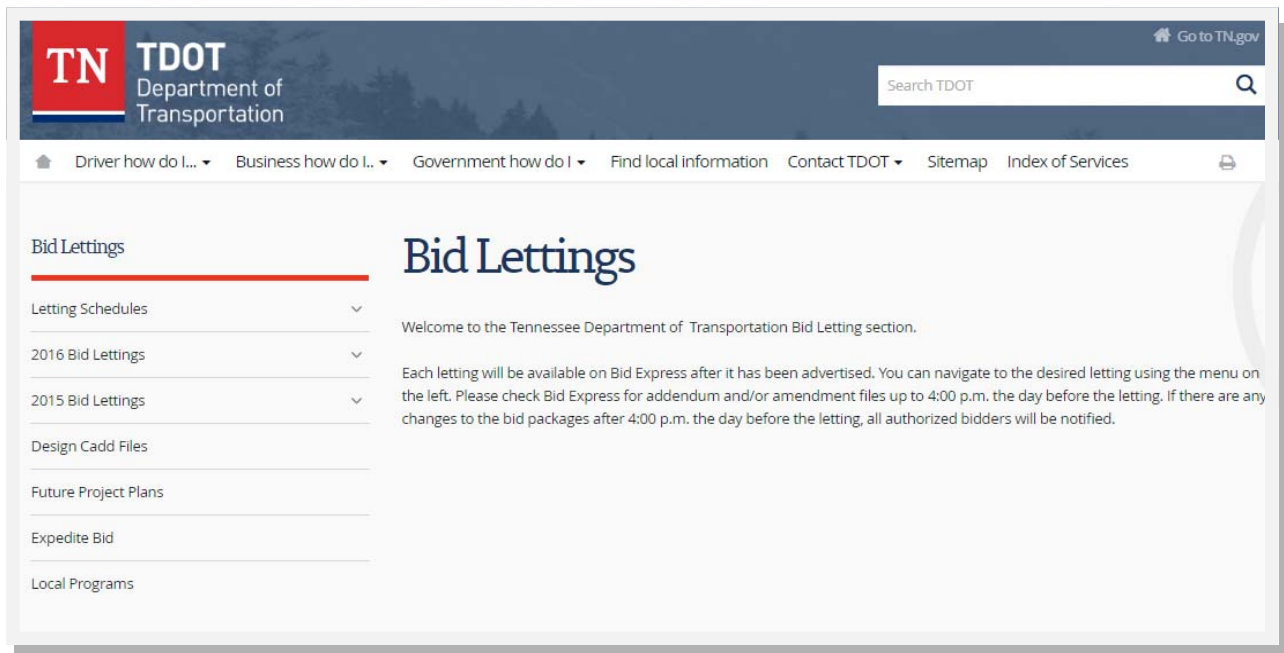 Go to TN.gov
TN
TDOT
Department of
Transportation
Search TDOT
Driver how do I... Business how do I.. Government how do I Find local information Contact TDOT Sitemap Index of Services
Bid Lettings
Letting Schedules
2016 Bid Lettings
2015 Bid Lettings
Design Cadd Files
Future Project Plans
Expedite Bid
Local Programs
Bid Lettings
Welcome to the Tennessee Department of Transportation Bid Letting section.
Each letting will be available on Bid Express after it has been advertised. You can navigate to the desired letting using the menu on
the left. Please check Bid Express for addendum and/or amendment files up to 4:00 p.m. the day before the letting. If there are any
changes to the bid packages after 4:00 p.m. the day before the letting, all authorized bidders will be notified.